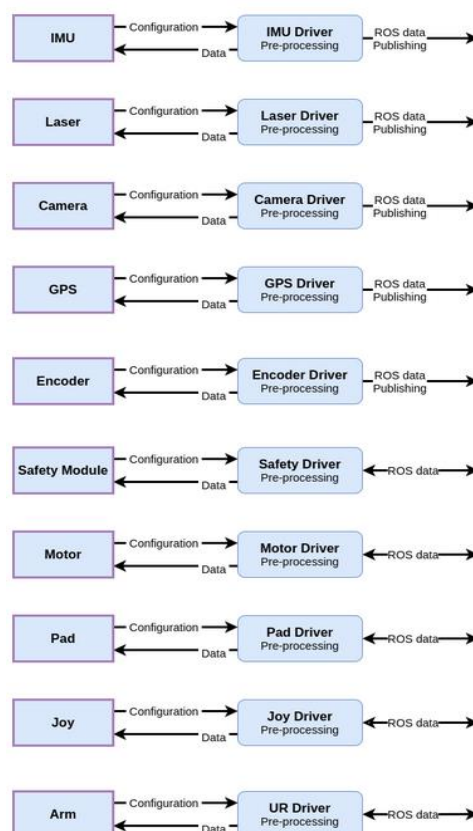 IMU
Configuration
Data
IMU Driver
Pre-processing
ROS data
Publishing
Laser
Configuration
Data
Laser Driver
Pre-processing
ROS data
Publishing
Camera
Configuration
Data
Camera Driver
Pre-processing
ROS data
Publishing
GPS
Configuration
Data
GPS Driver
Pre-processing
ROS data
Publishing
Encoder
Configuration
Data
Encoder Driver
Pre-processing
ROS data
Publishing
Safety Module
Configuration
Data
Safety Driver
Pre-processing
ROS data
Motor
Configuration
Data
Motor Driver
Pre-processing
ROS data
Pad
Configuration
Data
Pad Driver
Pre-processing
ROS data
Joy
Configuration
Data
Joy Driver
Pre-processing
ROS data
Arm
Configuration
Data
UR Driver
Pre-processing
ROS data